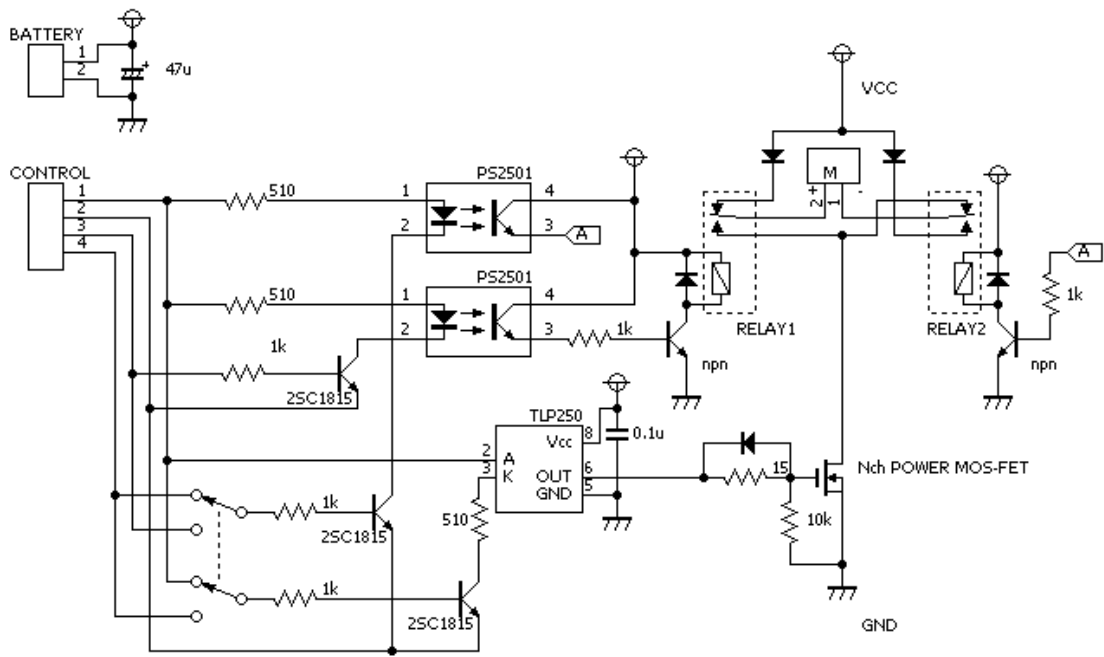 BATTERY
1
2
+
47u
VCC
CONTROL
1
2
3
4
510
PS2501
1
2
4
3
A
M
+
-
2
1
510
PS2501
1
2
4
3
1k
RELAY1
RELAY2
A
1k
npn
npn
1k
2SC1815
TLP250
Vcc
8
0.1u
2
A
3
K
OUT
6
GND
5
15
Nch POWER MOS-FET
10k
510
1k
2SC1815
1k
2SC1815
GND